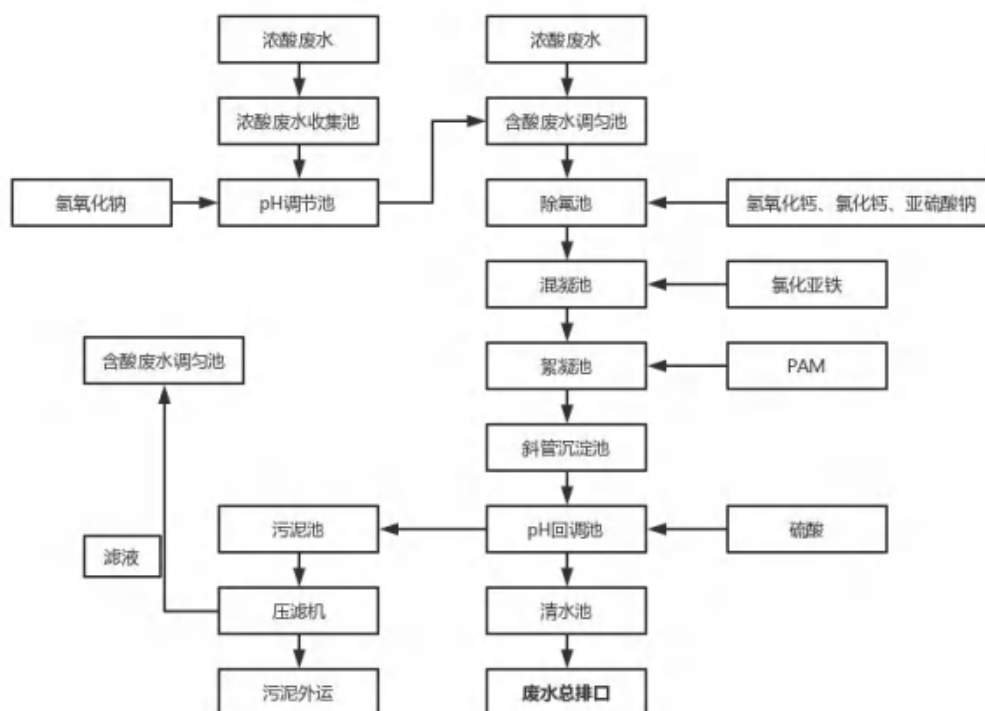 浓酸废水
浓酸废水
浓酸废水收集池
含酸废水调匀池
氢氧化钠
pH调节池
除氟池
氢氧化钙、氯化钙、亚硫酸钠
混凝池
氯化亚铁
含酸废水调匀池
絮凝池
PAM
斜管沉淀池
污泥池
pH回调池
硫酸
滤液
压滤机
清水池
污泥外运
废水总排口